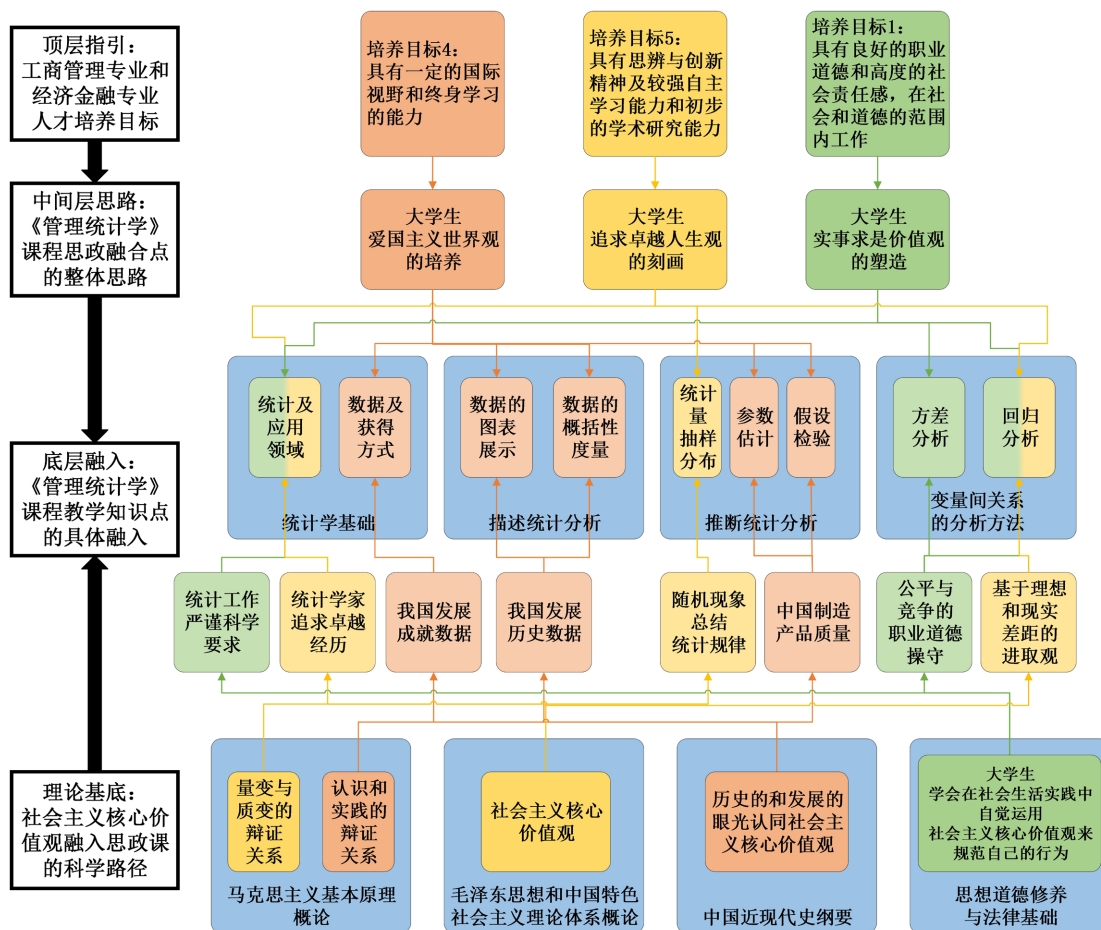 顶层指引：
工商管理专业和
经济金融专业
人才培养目标
培养目标4：
具有一定的国际
视野和终身学习
的能力
培养目标5：
具有思辨与创新
精神及较强自主
学习能力和初步
的学术研究能力
培养目标1：
具有良好的职业
道德和高度的社
会责任感，在社
会和道德的范围
内工作
中间层思路：
《管理统计学》
课程思政融合点
的整体思路
大学生
爱国主义世界观
的培养
大学生
追求卓越人生观
的刻画
大学生
实事求是价值观
的塑造
底层融入：
《管理统计学》
课程教学知识点
的具体融入
统计及
应用
领域
数据及
获得
方式
统计学基础
数据的
图表
展示
数据的
概括性
度量
描述统计分析
统计
量
抽样
分布
参数
估计
假设
检验
推断统计分析
方差
分析
回归
分析
变量间关系
的分析方法
统计工作
严谨科学
要求
统计学家
追求卓越
经历
我国发展
成就数据
我国发展
历史数据
随机现象
总结
统计规律
中国制造
产品质量
公平与
竞争的
职业道德
操守
基于理想
和现实
差距的
进取观
理论基底：
社会主义核心价
值观融入思政课
的科学路径
量变与
质变的
辩证
关系
认识和
实践的
辩证
关系
马克思主义基本原理
概论
社会主义核心
价值观
毛泽东思想和中国特色
社会主义理论体系概论
历史的和发展的
眼光认同社会主
义核心价值观
中国近现代史纲要
大学生
学会在社会生活实践中
自觉运用
社会主义核心价值观来
规范自己的行为
思想道德修养
与法律基础